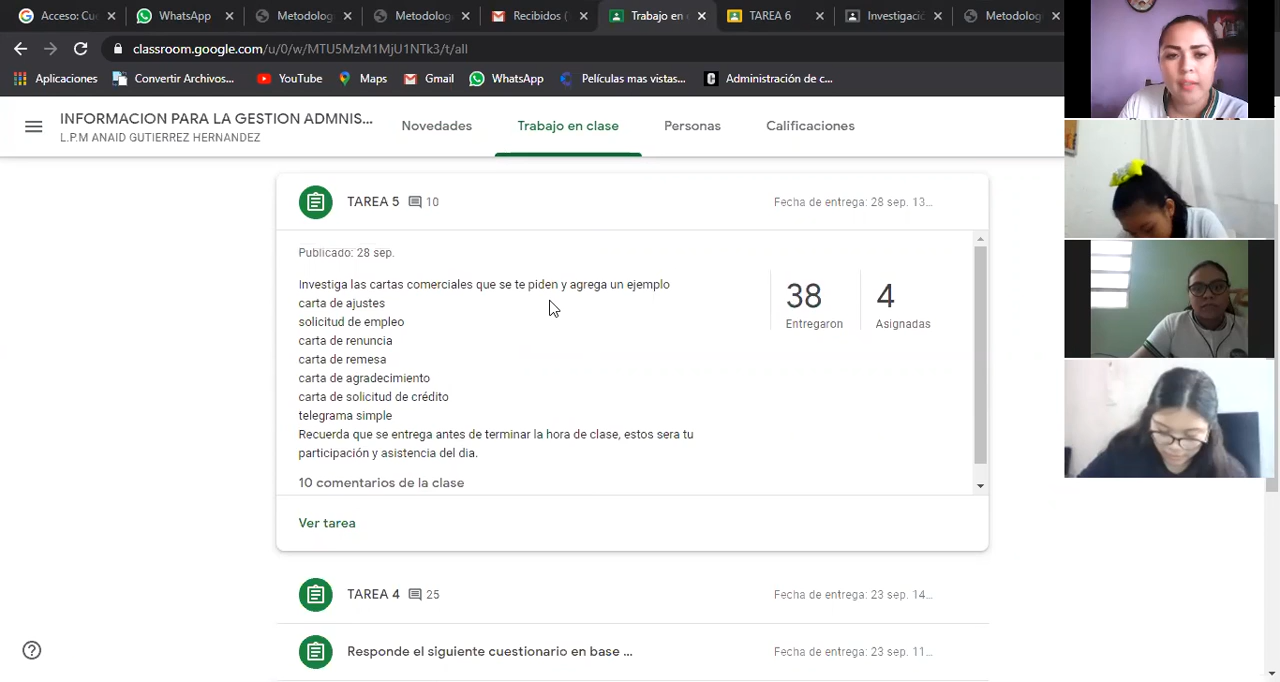 Acceso: Cu
WhatsApp
Metodolog
Metodolog
Recibidos (
Trabajo en
TAREA 6
Investigaci
Metodolog
classroom.google.com/u/0/w/MTU5MzM1MjU1NTk3/t/all
Aplicaciones
Convertir Archivos...
YouTube
Maps
Gmail
WhatsApp
Películas mas vistas...
Administración de c...
INFORMACION PARA LA GESTION ADMNIS...
L.P.M ANAID GUTIERREZ HERNANDEZ
Novedades
Trabajo en clase
Personas
Calificaciones
TAREA 5
10
Fecha de entrega: 28 sep. 13...
Publicado: 28 sep.
Investiga las cartas comerciales que se te piden y agrega un ejemplo
carta de ajustes
solicitud de empleo
carta de renuncia
carta de remesa
carta de agradecimiento
carta de solicitud de crédito
telegrama simple
Recuerda que se entrega antes de terminar la hora de clase, estos sera tu
participación y asistencia del dia.
38
Entregaron
4
Asignadas
10 comentarios de la clase
Ver tarea
TAREA 4
25
Fecha de entrega: 23 sep. 14...
Responde el siguiente cuestionario en base ...
Fecha de entrega: 23 sep. 11...